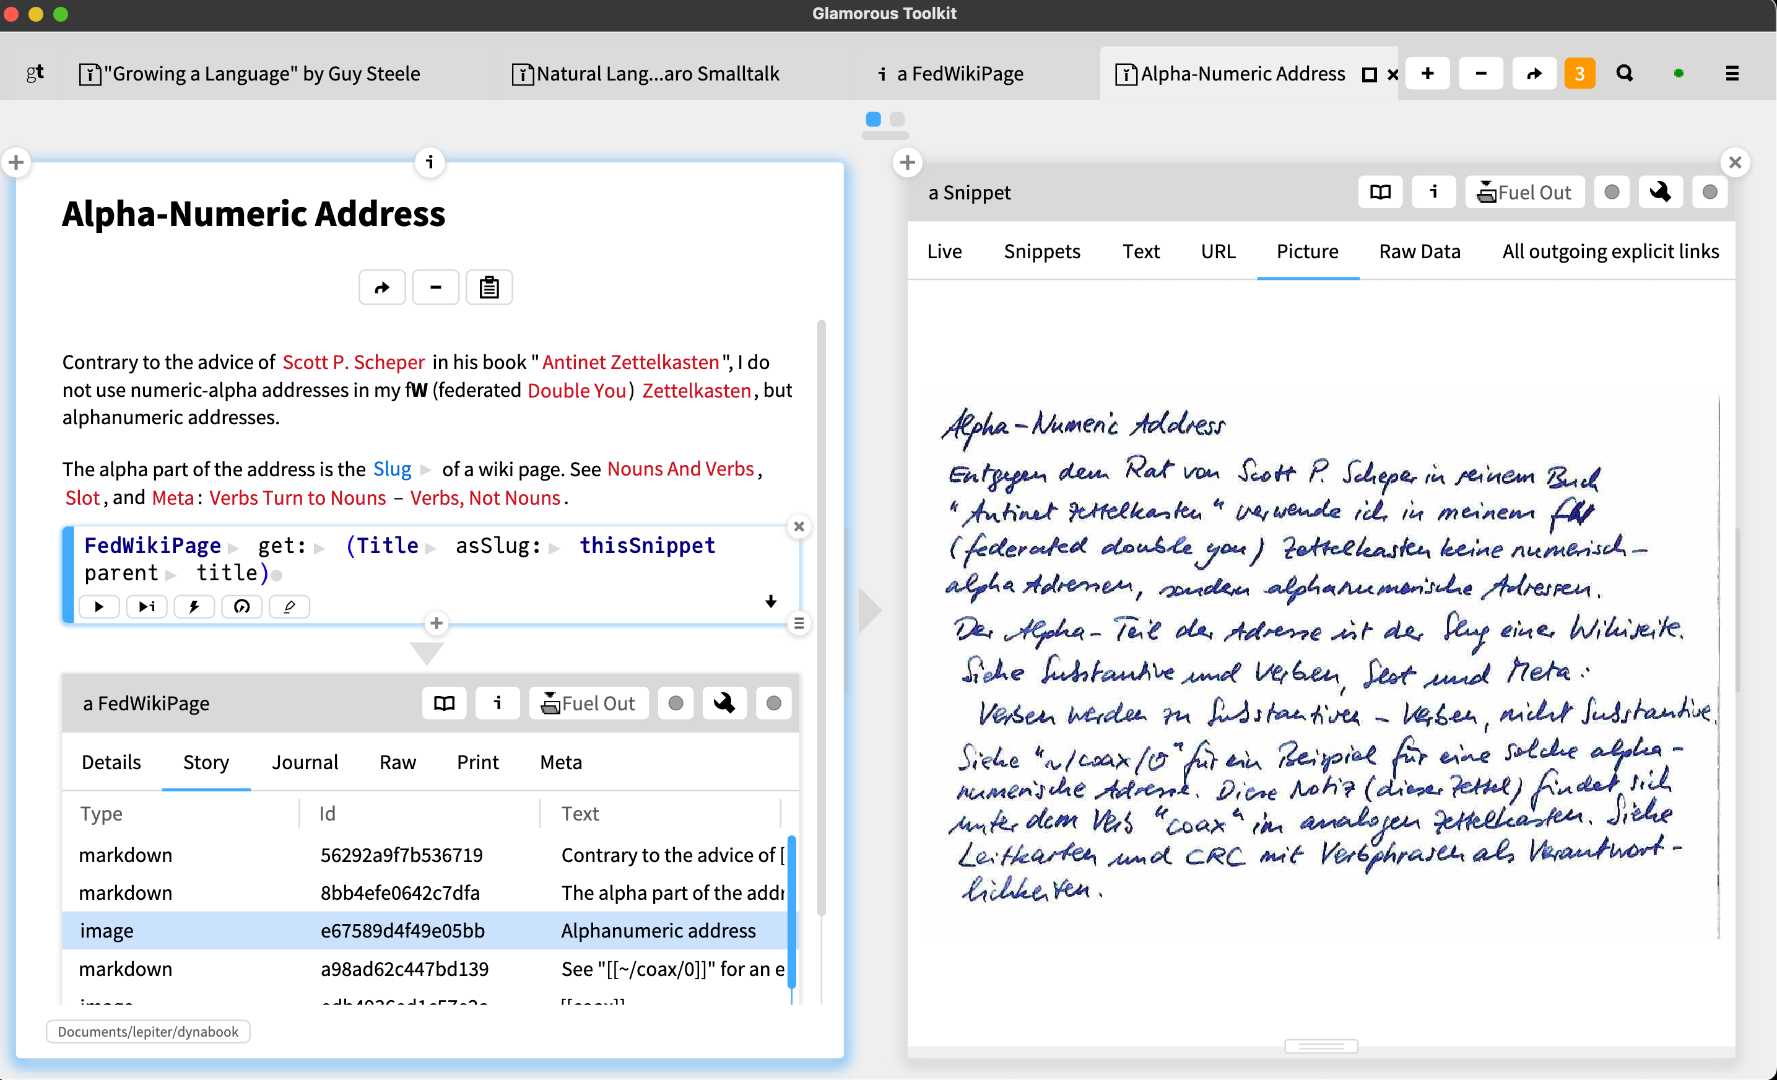 Glamorous Toolkit
gt
"Growing a Language" by Guy Steele
Natural Lang...aro Smalltalk
a FedWikiPage
Alpha-Numeric Address
3
Alpha-Numeric Address
Contrary to the advice of Scott P. Scheper in his book "Antinet Zettelkasten", I do
not use numeric-alpha addresses in my fW (federated Double You) Zettelkasten, but
alphanumeric addresses.
The alpha part of the address is the Slug of a wiki page. See Nouns And Verbs,
Slot, and Meta: Verbs Turn to Nouns – Verbs, Not Nouns.
FedWikiPage get: (Title asSlug: thisSnippet
parent title)
a FedWikiPage
Fuel Out
Details Story Journal Raw Print Meta
Type Id Text
markdown 56292a9f7b536719 Contrary to the advice of [
markdown 8bb4efe0642c7dfa The alpha part of the addr
image e67589d4f49e05bb Alphanumeric address
markdown a98ad62c447bd139 See "[[~/coax/0]]" for an e
Documents/lepiter/dynabook
a Snippet
Fuel Out
Live Snippets Text URL Picture Raw Data All outgoing explicit links
Alpha-Numeric Address
Entgegen dem Rat von Scott P. Scheper in seinem Buch
"Antinet Zettelkasten" verwende ich in meinem fW
(federated double you) Zettelkasten keine numerisch-
alpha Adressen, sondern alphanumerische Adressen.
Der Alpha-Teil der Adresse ist der Slug einer Wikiseite.
Siehe Substantive und Verben, Slot und Meta:
Verben werden zu Substantiven – Verben, nicht Substantive.
Siehe "~/coax/0" für ein Beispiel für eine solche alpha-
numerische Adresse. Diese Notiz (dieser Zettel) findet sich
unter dem Verb "coax" im analogen Zettelkasten. Siehe
Leitkarten und CRC mit Verbphrasen als Verantwort-
lichkeiten.